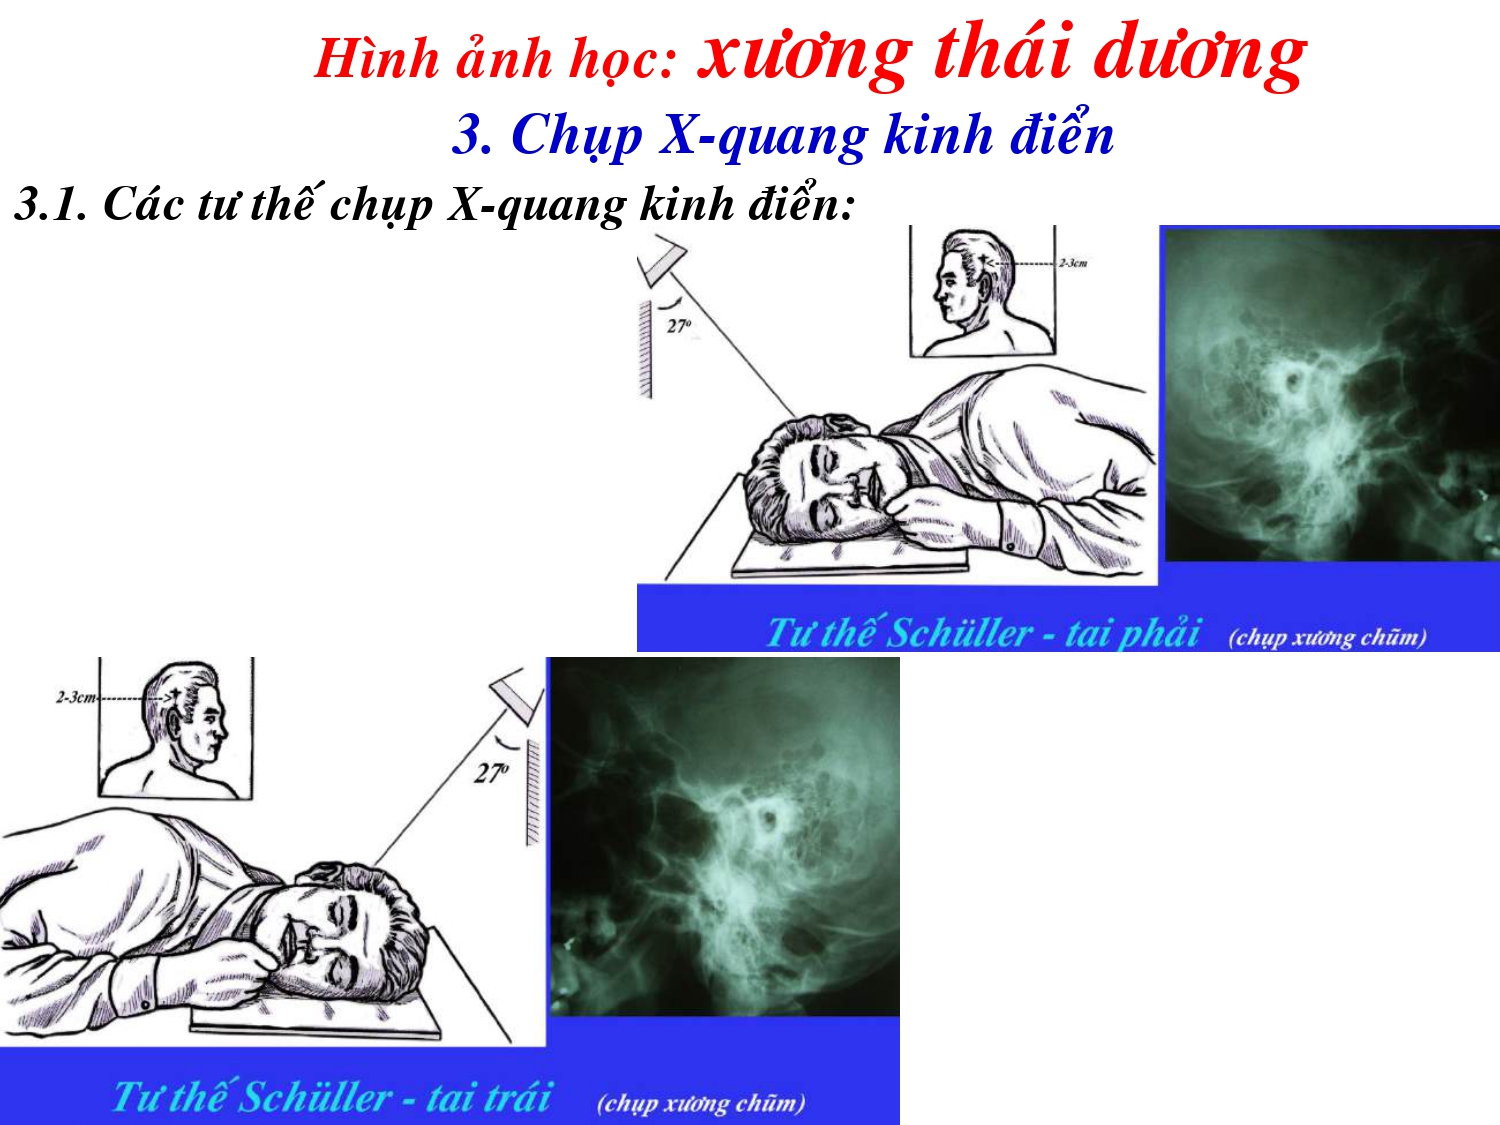 Hình ảnh học: xương thái dương
3. Chụp X-quang kinh điển
3.1. Các tư thế chụp X-quang kinh điển:
2-3cm
27º
Tư thế Schüller - tai phải (chụp xương chũm)
2-3cm
27º
Tư thế Schüller - tai trái (chụp xương chũm)